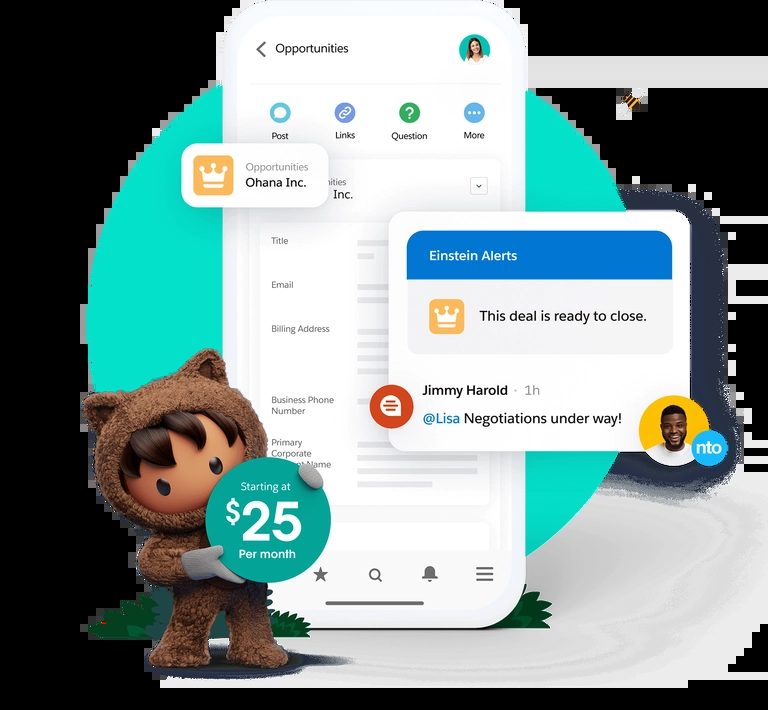 Opportunities
Post
Links
Question
More
Opportunities
Ohana Inc.
Inc.
Title
Email
Billing Address
Business Phone
Number
Primary
Corporate
Name
Einstein Alerts
This deal is ready to close.
Jimmy Harold · 1h
@Lisa Negotiations under way!
nto
Starting at
$25
Per month